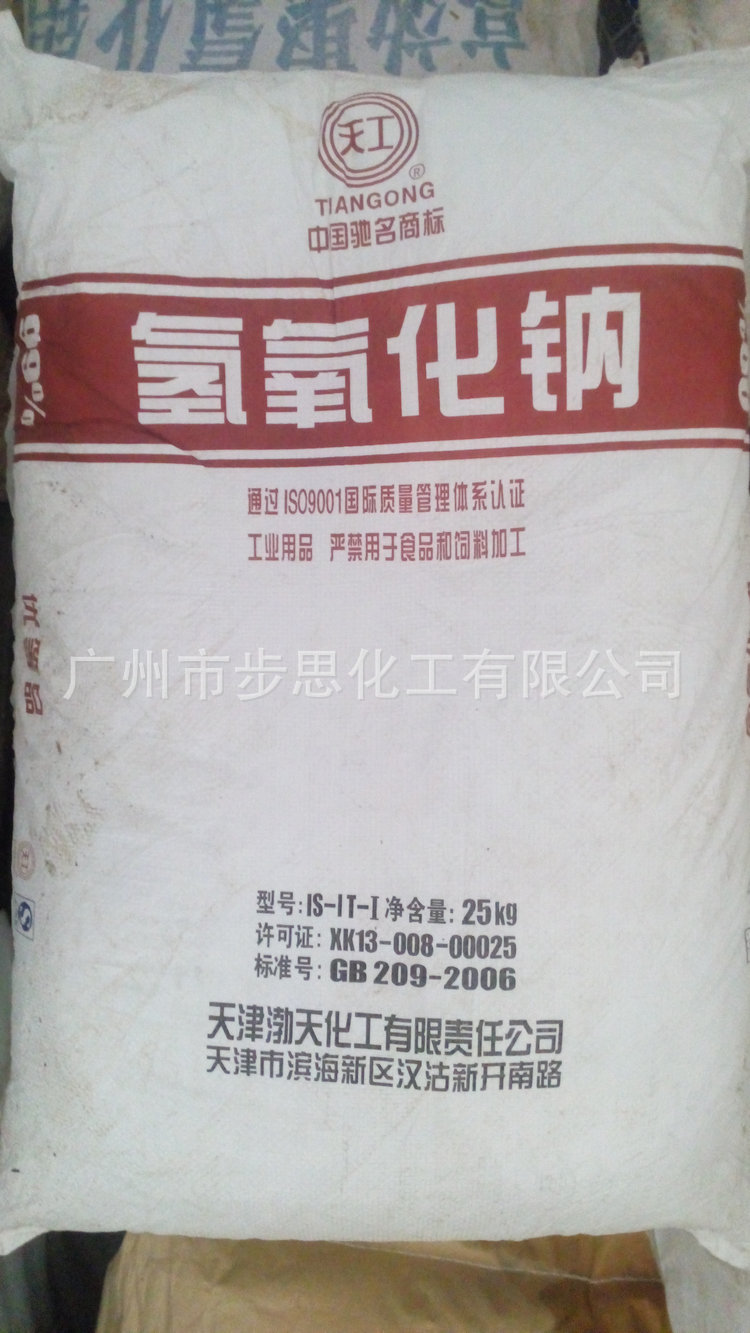 天工
®
TIANGONG
中国驰名商标
99%
氢氧化钠
通过ISO9001国际质量管理体系认证
工业用品 严禁用于食品和饲料加工
广州市步思化工有限公司
型号:IS-IT-I 净含量:25kg
许可证:XK13-008-00025
标准号:GB 209-2006
天津渤天化工有限责任公司
天津市滨海新区汉沽新开南路